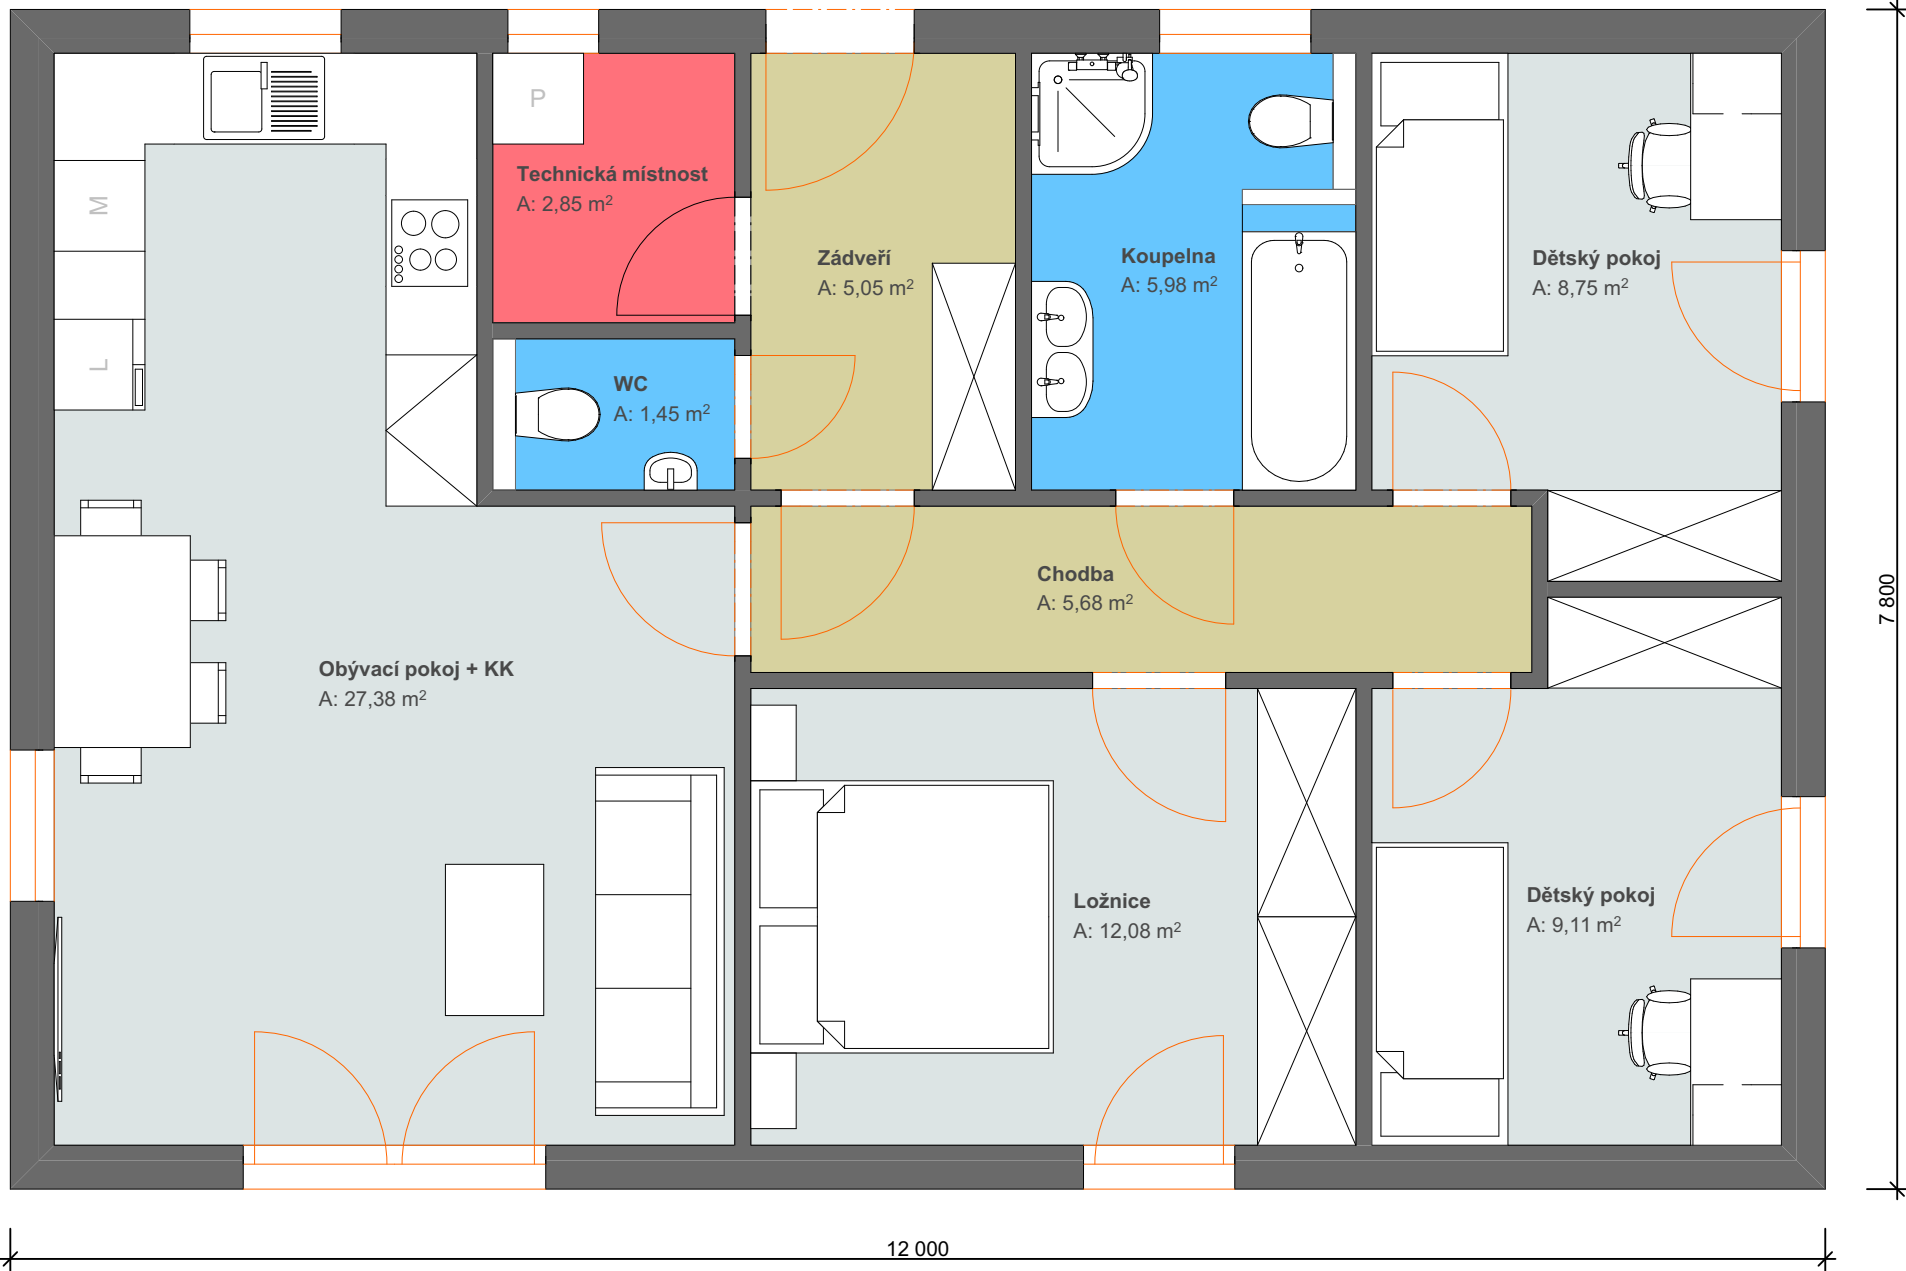 P
Technická místnost
A: 2,85 m²
M
Zádveří
A: 5,05 m²
Koupelna
A: 5,98 m²
Dětský pokoj
A: 8,75 m²
L
WC
A: 1,45 m²
Chodba
A: 5,68 m²
7 800
Obývací pokoj + KK
A: 27,38 m²
Ložnice
A: 12,08 m²
Dětský pokoj
A: 9,11 m²
12 000